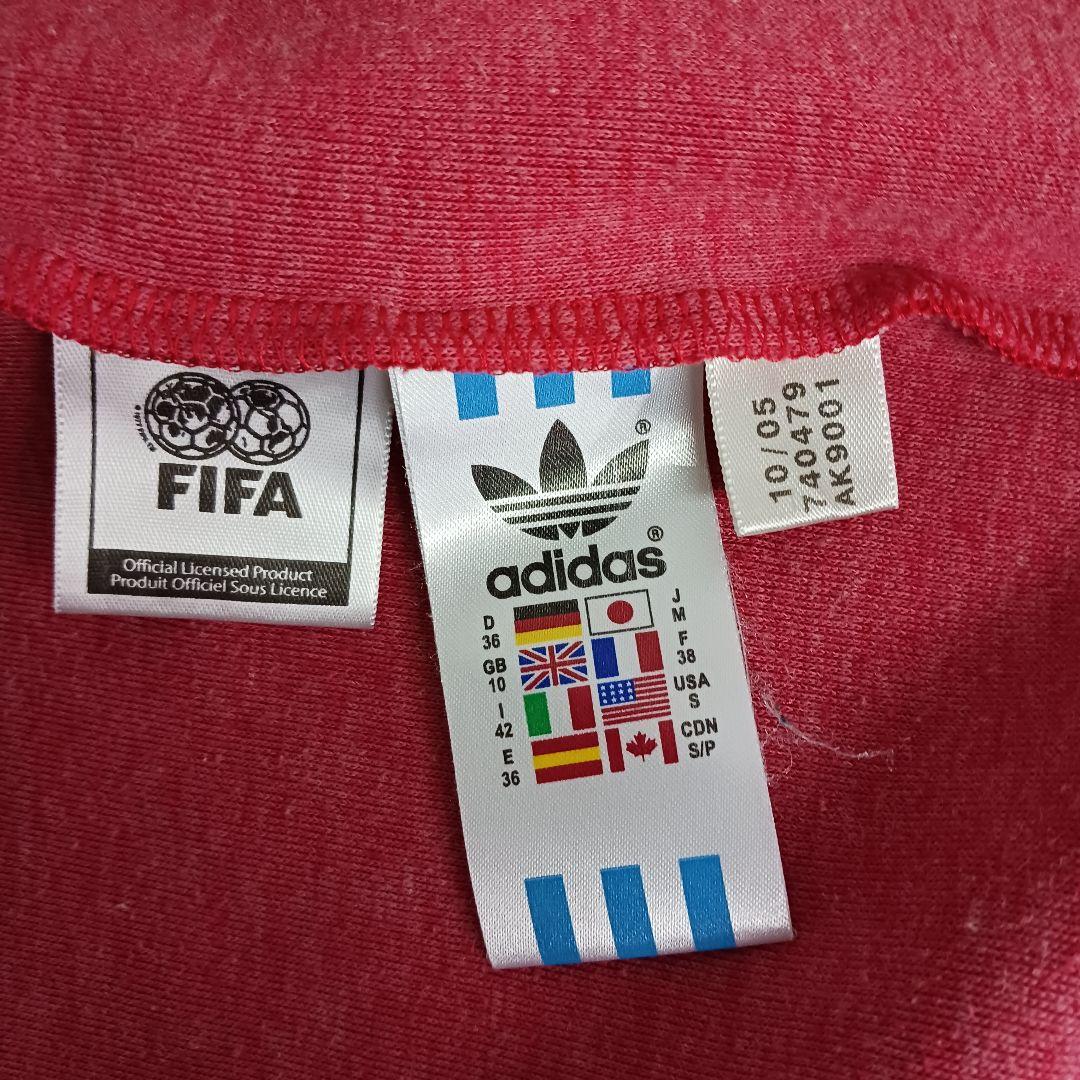 FIFA
Official Licensed Product
Produit Officiel Sous Licence
®
adidas®
D
36
J
M
GB
10
F
38
I
42
USA
S
E
36
CDN
S/P
10/05
740479
AK9001